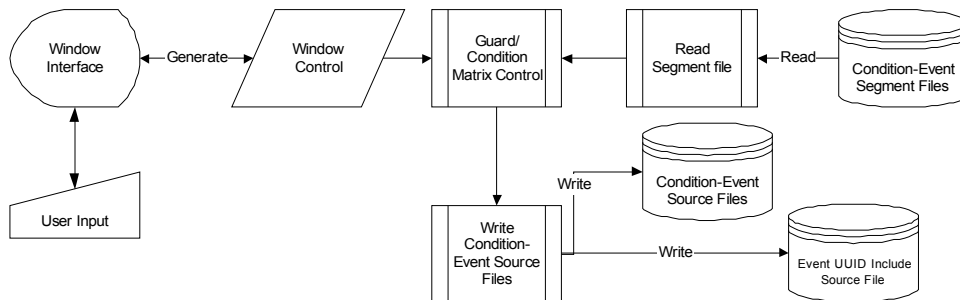 Window
Interface
Generate
Window
Control
Guard/
Condition
Matrix Control
Read
Segment file
Read
Condition-Event
Segment Files
User Input
Write
Condition-
Event Source
Files
Write
Condition-Event
Source Files
Write
Event UUID Include
Source File